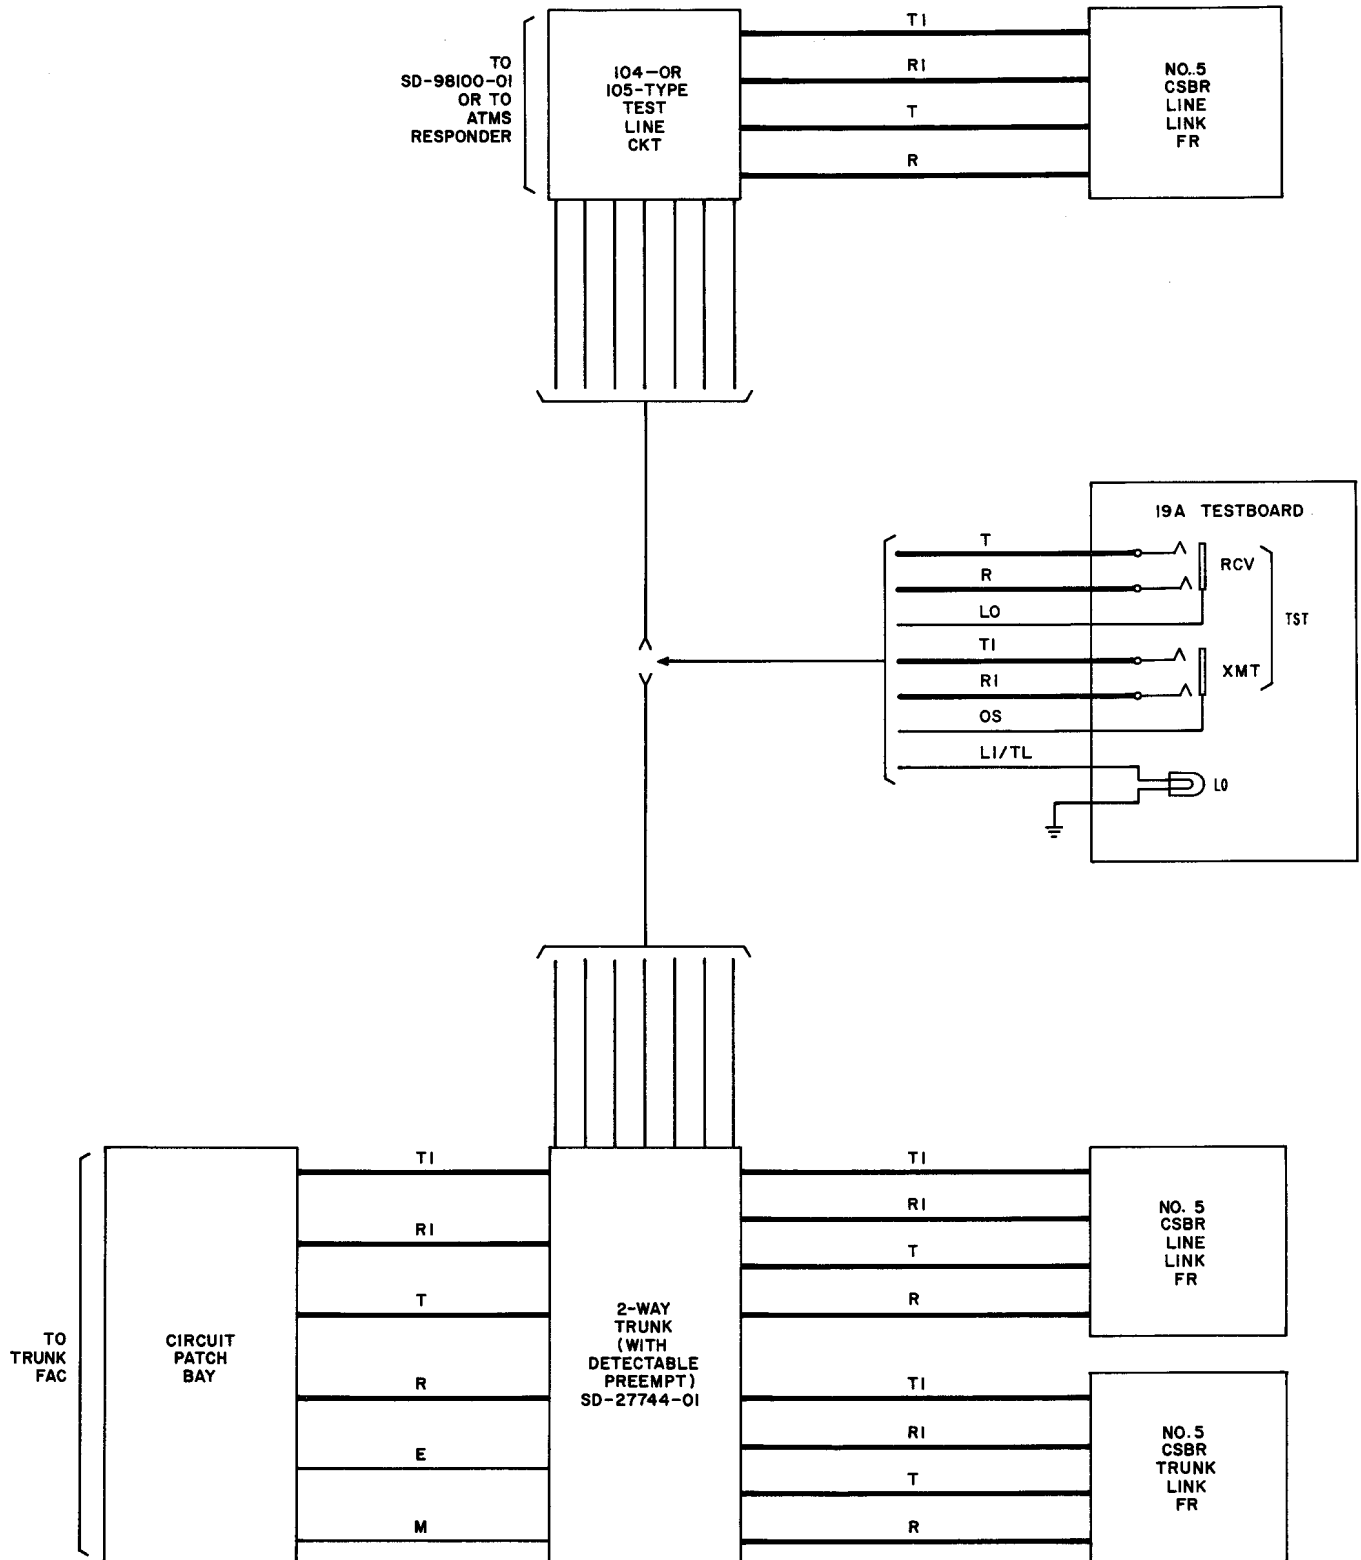 TO
SD-98100-01
OR TO
ATMS
RESPONDER
104-OR
105-TYPE
TEST
LINE
CKT
T1
R1
T
R
NO. 5
CSBR
LINE
LINK
FR
19A TESTBOARD
T
R
LO
T1
R1
OS
L1/TL
RCV
XMT
TST
LO
TO
TRUNK
FAC
CIRCUIT
PATCH
BAY
T1
R1
T
R
E
M
2-WAY
TRUNK
(WITH
DETECTABLE
PREEMPT)
SD-27744-01
T1
R1
T
R
NO. 5
CSBR
LINE
LINK
FR
T1
R1
T
R
NO. 5
CSBR
TRUNK
LINK
FR